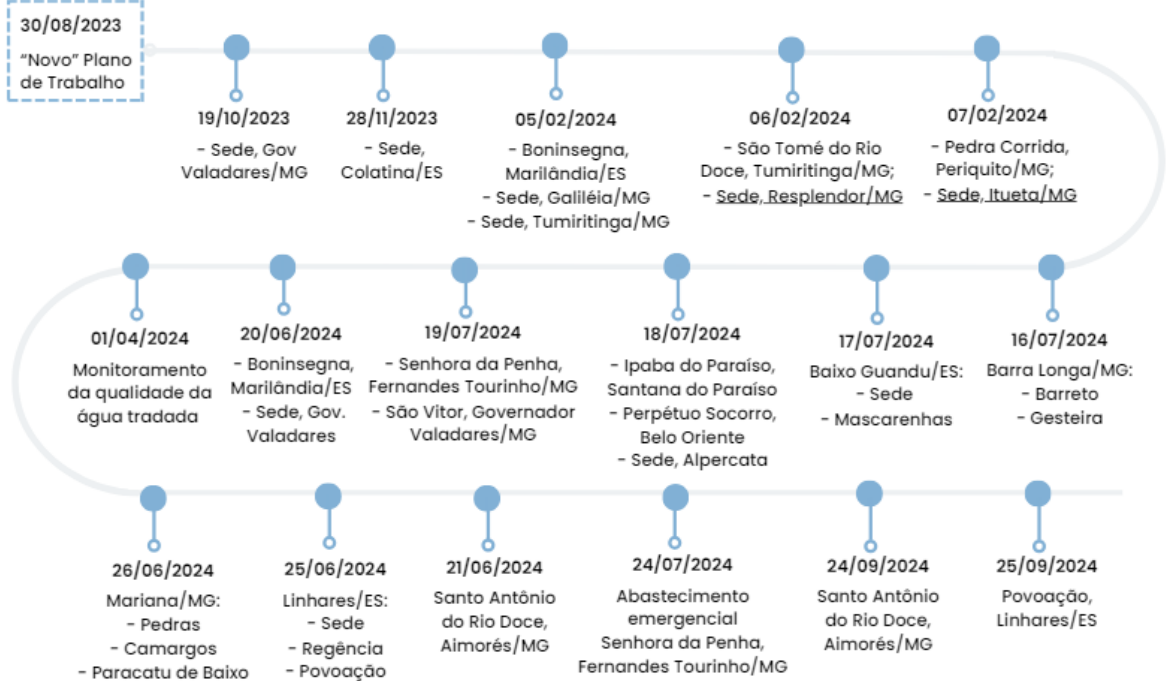 30/08/2023
“Novo” Plano
de Trabalho
19/10/2023
- Sede, Gov
Valadares/MG
28/11/2023
- Sede,
Colatina/ES
05/02/2024
- Boninsegna,
Marilândia/ES
- Sede, Galiléia/MG
- Sede, Tumiritinga/MG
06/02/2024
- São Tomé do Rio
Doce, Tumiritinga/MG;
- Sede, Resplendor/MG
07/02/2024
- Pedra Corrida,
Periquito/MG;
- Sede, Itueta/MG
01/04/2024
Monitoramento
da qualidade da
água tradada
20/06/2024
- Boninsegna,
Marilândia/ES
- Sede, Gov.
Valadares
19/07/2024
- Senhora da Penha,
Fernandes Tourinho/MG
- São Vitor, Governador
Valadares/MG
18/07/2024
- Ipaba do Paraíso,
Santana do Paraíso
- Perpétuo Socorro,
Belo Oriente
- Sede, Alpercata
17/07/2024
Baixo Guandu/ES:
- Sede
- Mascarenhas
16/07/2024
Barra Longa/MG:
- Barreto
- Gesteira
26/06/2024
Mariana/MG:
- Pedras
- Camargos
- Paracatu de Baixo
25/06/2024
Linhares/ES:
- Sede
- Regência
- Povoação
21/06/2024
Santo Antônio
do Rio Doce,
Aimorés/MG
24/07/2024
Abastecimento
emergencial
Senhora da Penha,
Fernandes Tourinho/MG
24/09/2024
Santo Antônio
do Rio Doce,
Aimorés/MG
25/09/2024
Povoação,
Linhares/ES